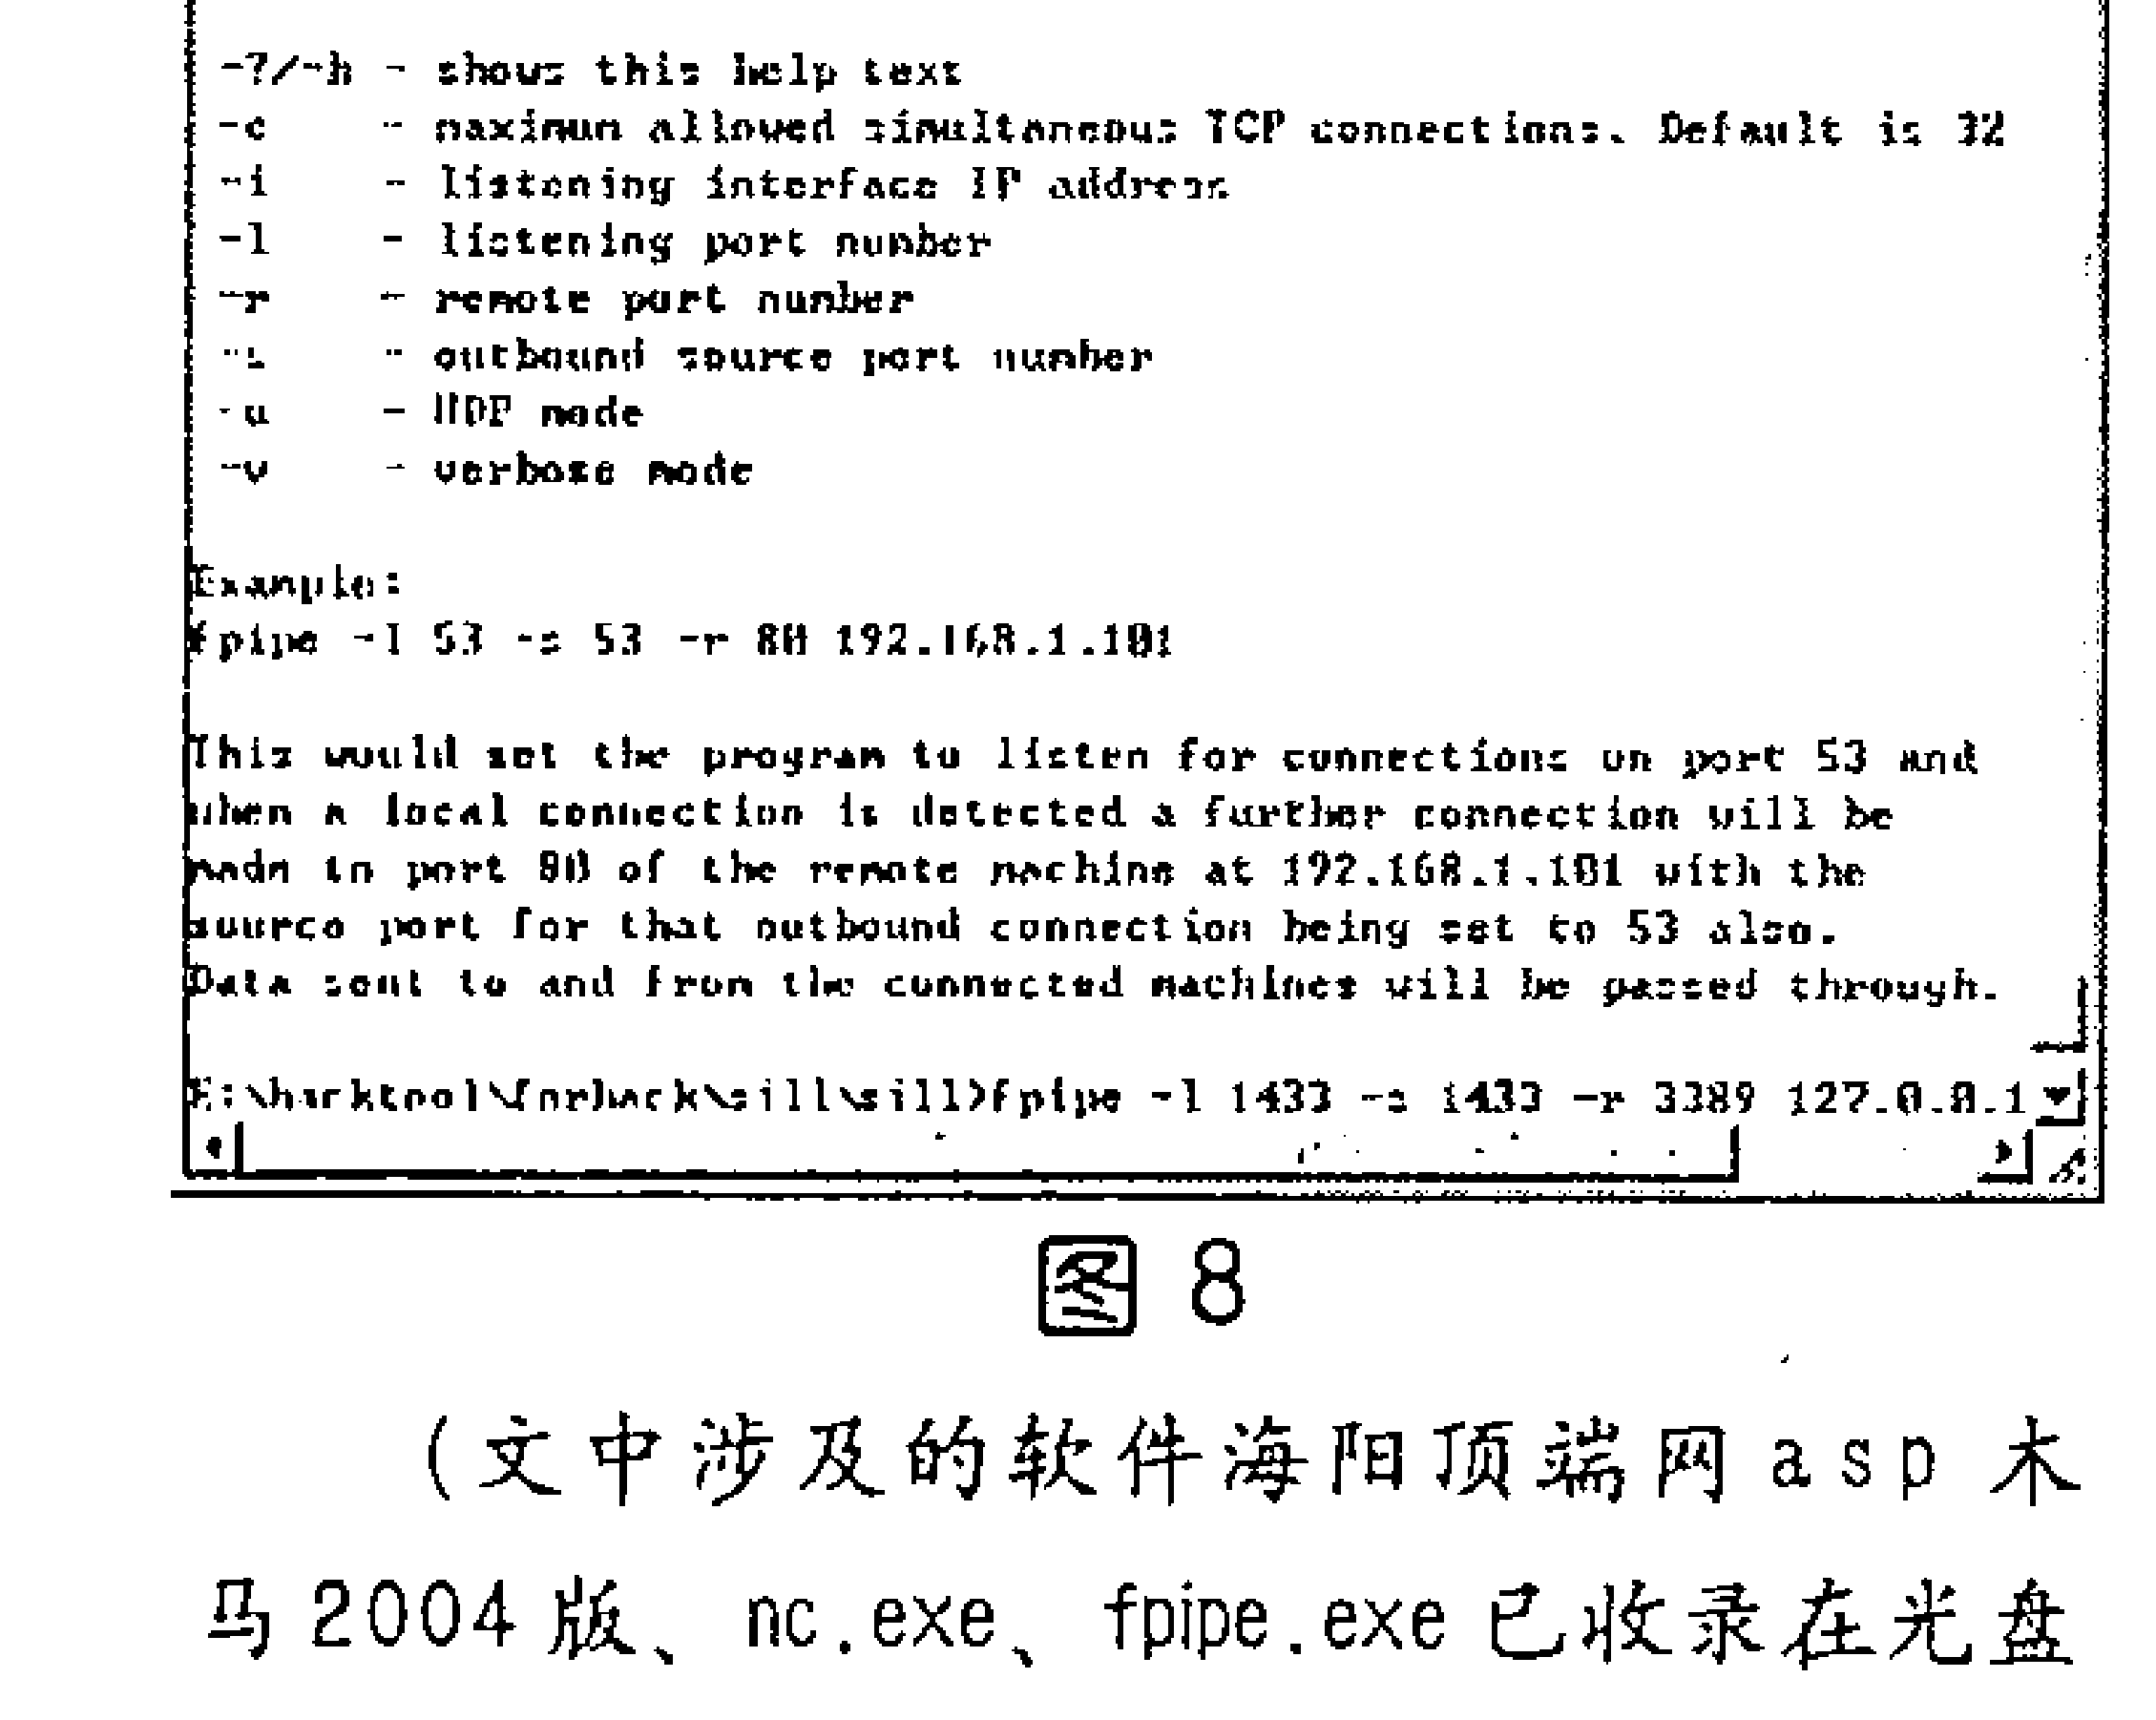 -?/-h - shows this help text
-c - maximum allowed simultaneous TCP connections. Default is 32
-i - listening interface IP address
-l - listening port number
-r - remote port number
-s - outbound source port number
-u - UDP mode
-v - verbose mode
Example:
fpipe -l 53 -s 53 -r 80 192.168.1.101
This would set the program to listen for connections on port 53 and
when a local connection is detected a further connection will be
made to port 80 of the remote machine at 192.168.1.101 with the
source port for that outbound connection being set to 53 also.
Data sent to and from the connected machines will be passed through.
E:\hacktool\forhack\sill\sill>fpipe -l 1433 -s 1433 -r 3389 127.0.0.1
图 8
(文中涉及的软件海阳顶端网asp木
马2004版、nc.exe、fpipe.exe已收录在光盘